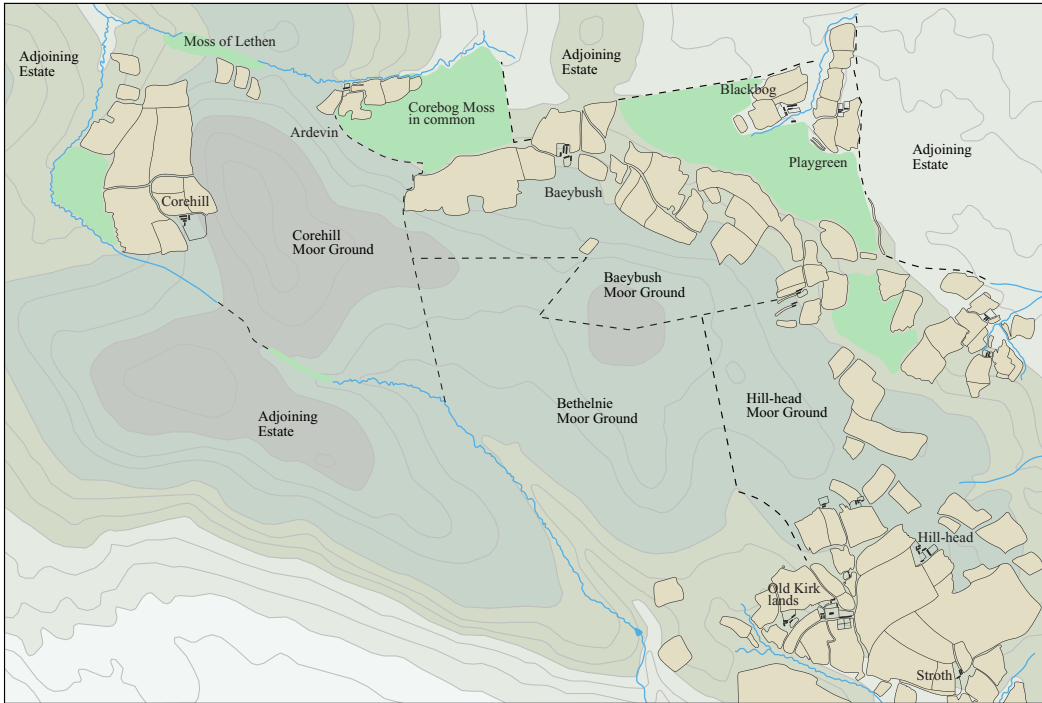 Moss of Lethen
Adjoining
Estate
Adjoining
Estate
Blackbog
Corebog Moss
in common
Ardevin
Adjoining
Estate
Playgreen
Baeybush
Corehill
Corehill
Moor Ground
Baeybush
Moor Ground
Bethelnie
Moor Ground
Hill-head
Moor Ground
Adjoining
Estate
Hill-head
Old Kirk
lands
Stroth